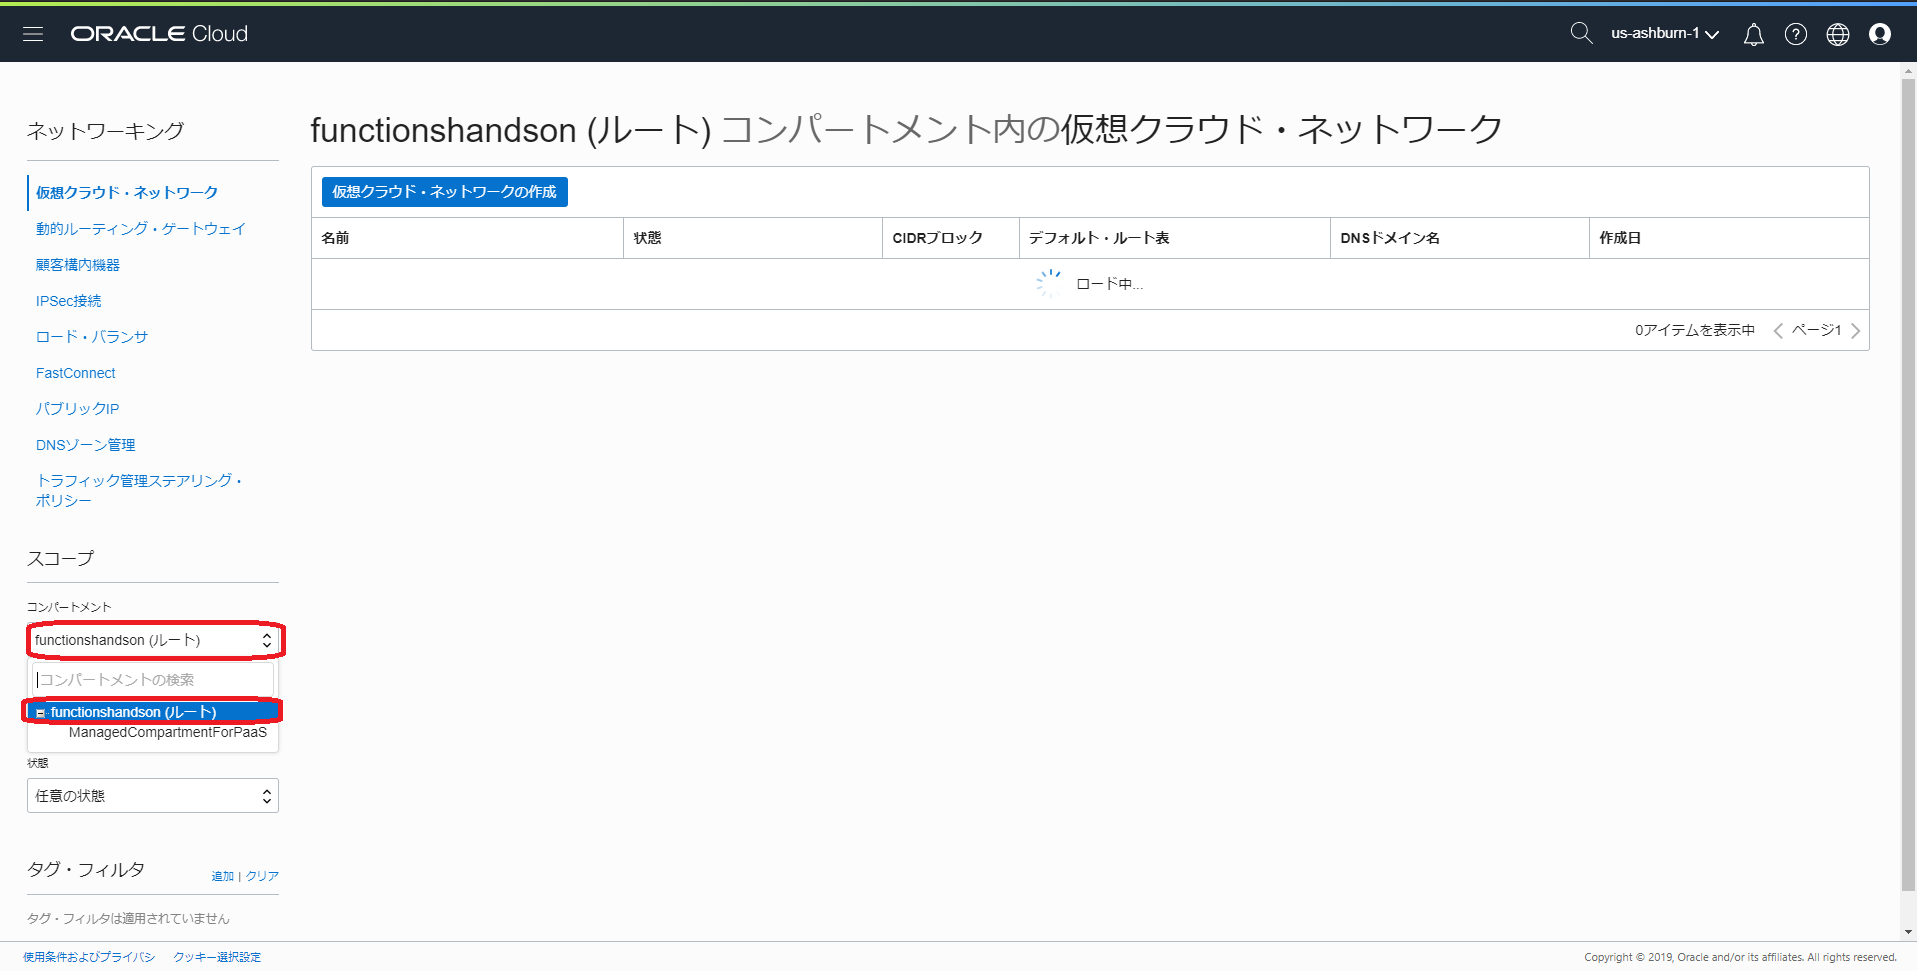 ORACLE Cloud
us-ashburn-1
ネットワーキング
仮想クラウド・ネットワーク
動的ルーティング・ゲートウェイ
顧客構内機器
IPSec接続
ロード・バランサ
FastConnect
パブリックIP
DNSゾーン管理
トラフィック管理ステアリング・
ポリシー
スコープ
コンパートメント
functionshandson (ルート)
コンパートメントの検索
functionshandson (ルート)
ManagedCompartmentForPaaS
状態
任意の状態
タグ・フィルタ
追加 | クリア
タグ・フィルタは適用されていません
functionshandson (ルート) コンパートメント内の仮想クラウド・ネットワーク
仮想クラウド・ネットワークの作成
名前 状態 CIDRブロック デフォルト・ルート表 DNSドメイン名 作成日
ロード中...
0アイテムを表示中 ページ1
使用条件およびプライバシ クッキー選択設定
Copyright © 2019, Oracle and/or its affiliates. All rights reserved.